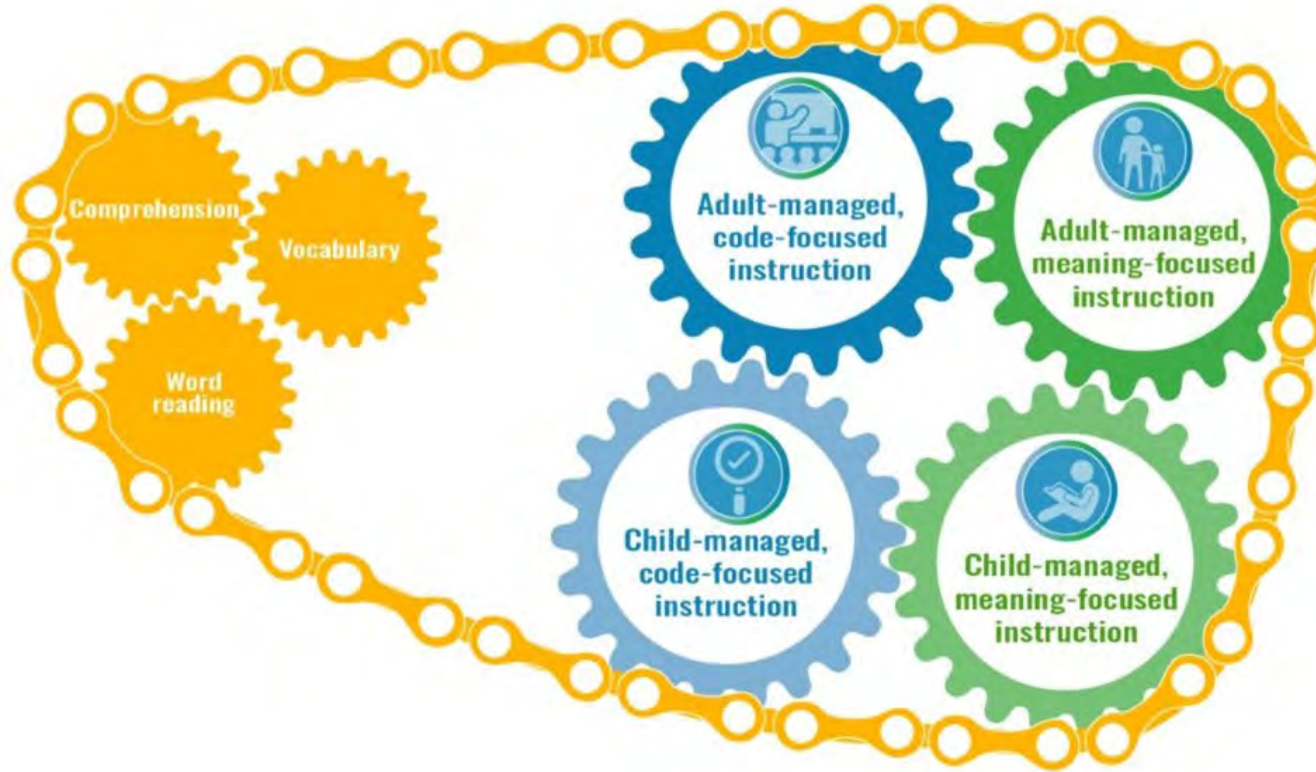 Comprehension
Vocabulary
Word
reading
Adult-managed,
code-focused
instruction
Adult-managed,
meaning-focused
instruction
Child-managed,
code-focused
instruction
Child-managed,
meaning-focused
instruction